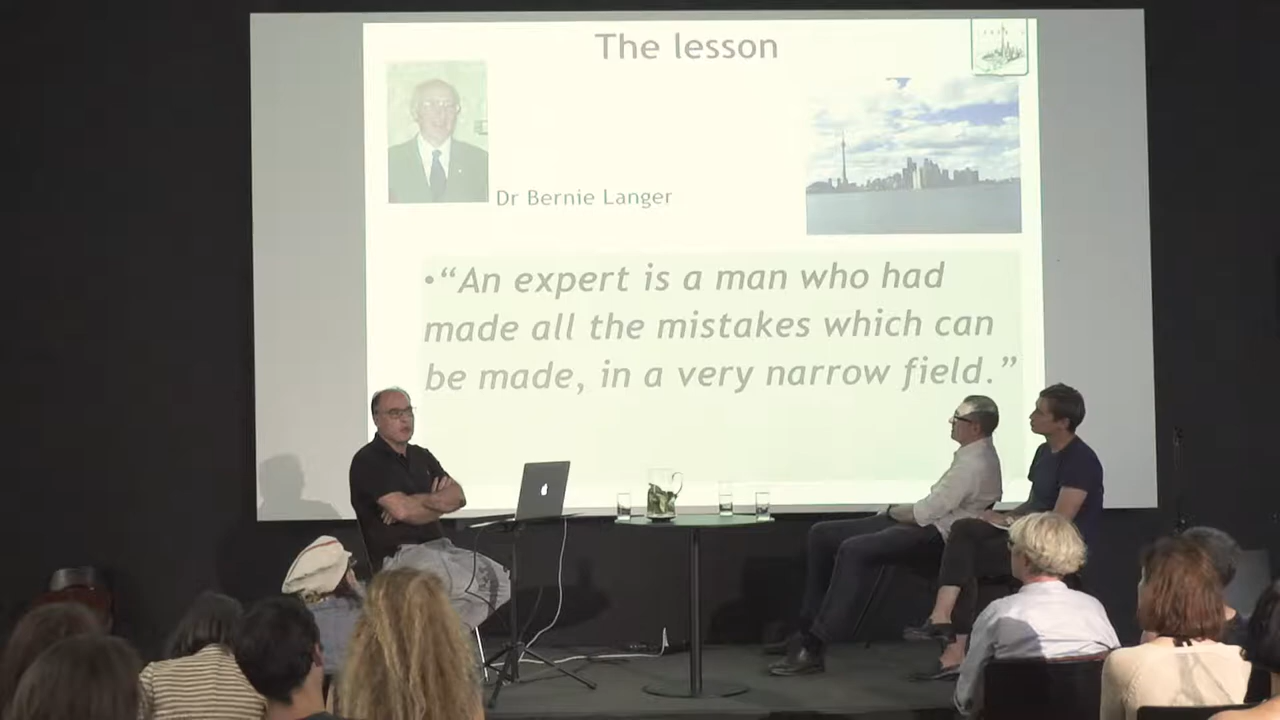 The lesson
Dr Bernie Langer
•“An expert is a man who had
made all the mistakes which can
be made, in a very narrow field.”